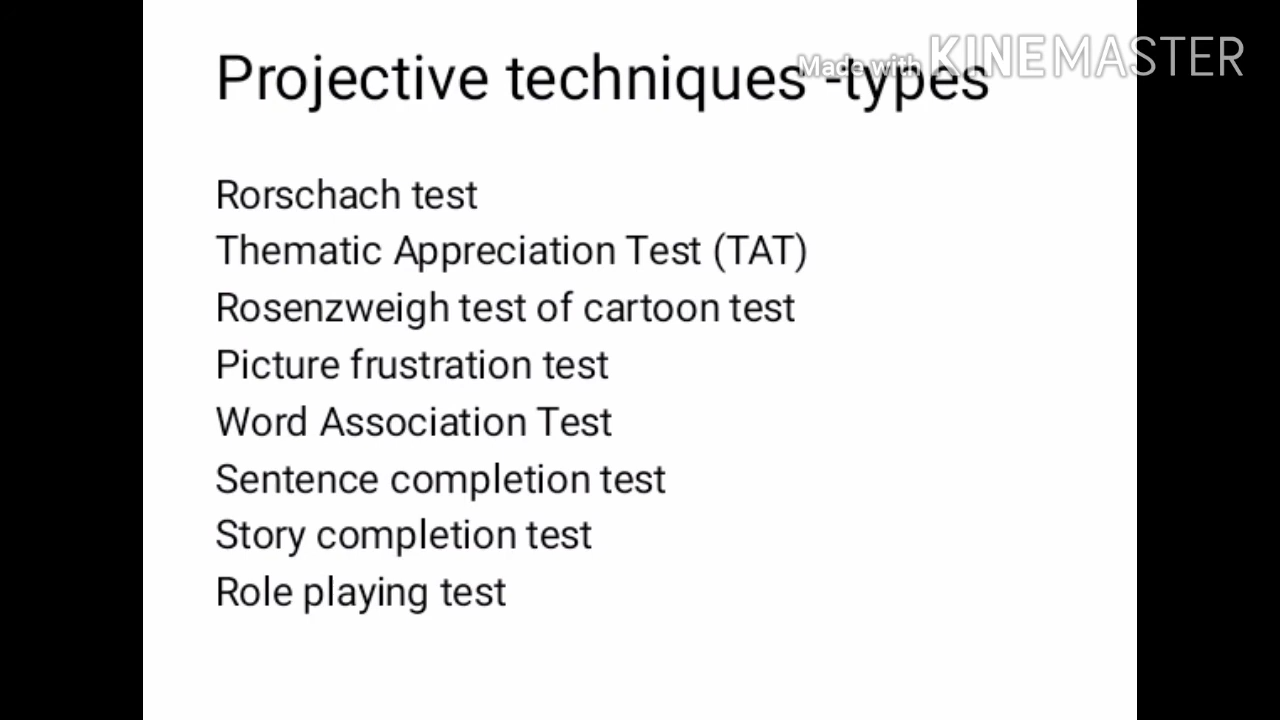 Made with KINEMASTER
Projective techniques -types
Rorschach test
Thematic Appreciation Test (TAT)
Rosenzweigh test of cartoon test
Picture frustration test
Word Association Test
Sentence completion test
Story completion test
Role playing test